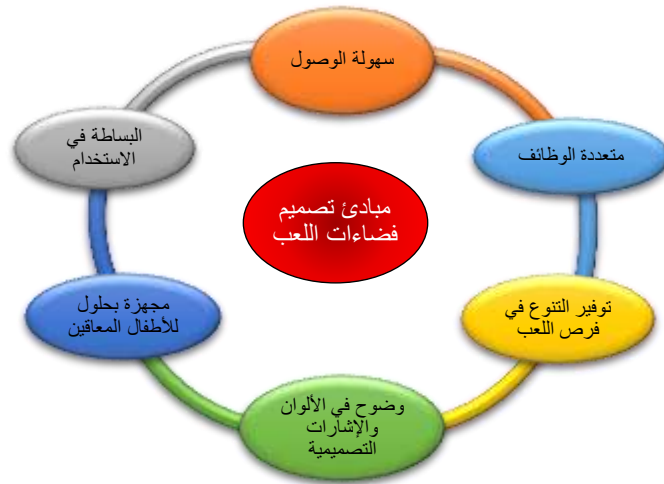 سهولة الوصول
متعددة الوظائف
توفير التنوع في
فرص اللعب
وضوح في الألوان
والإشارات
التصميمية
مجهزة بحلول
للأطفال المعاقين
البساطة في
الاستخدام
مبادئ تصميم
فضاءات اللعب